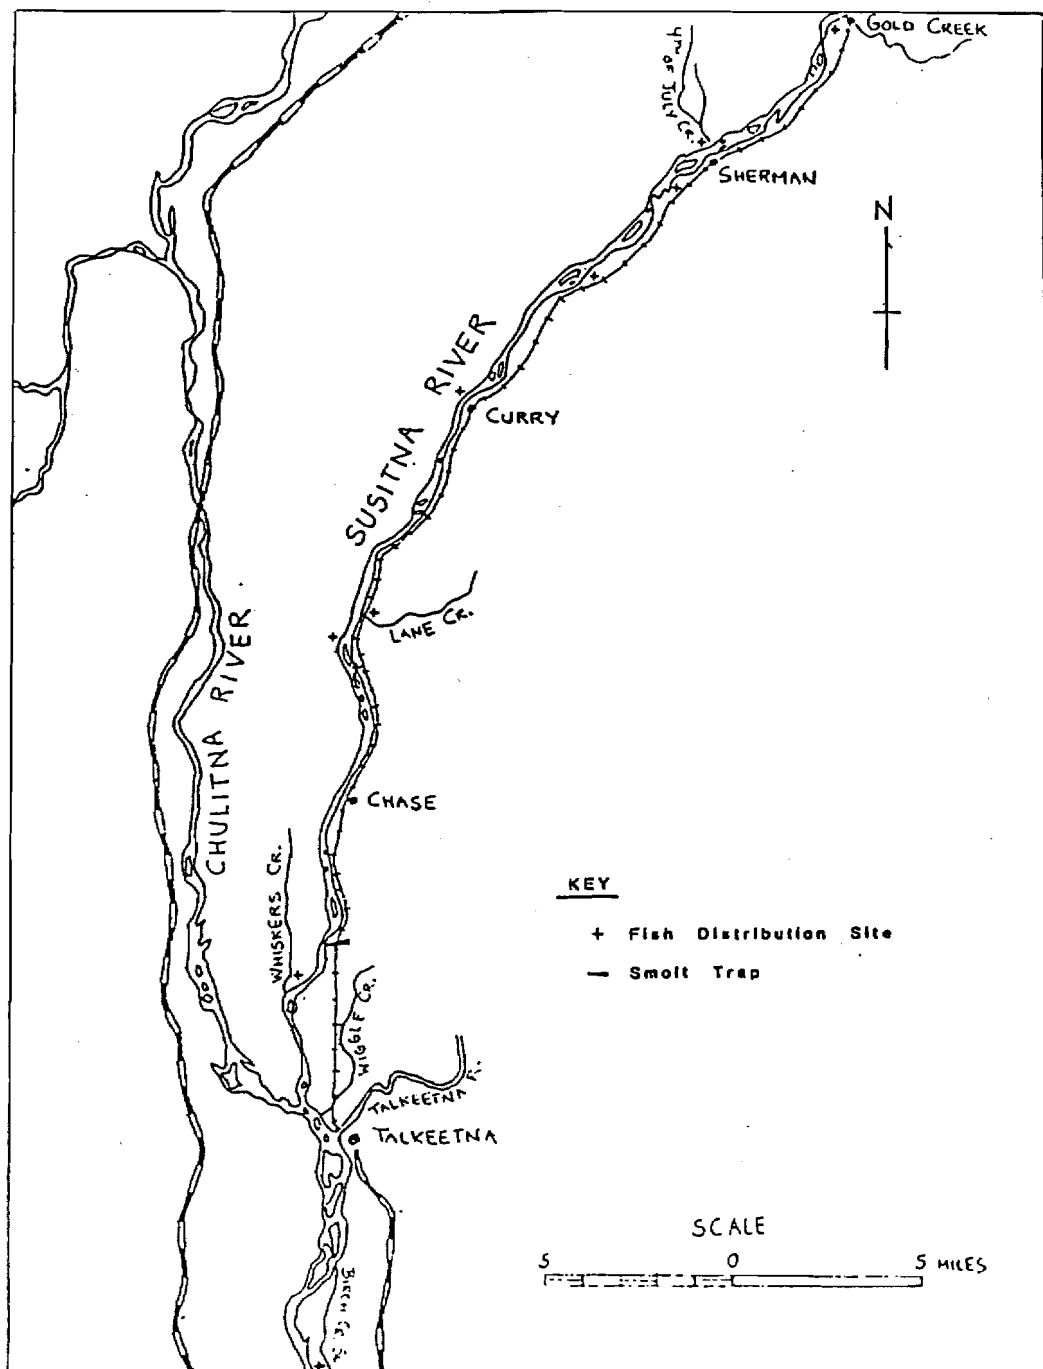 GOLD CREEK
4TH OF JULY CR.
SHERMAN
N
SUSITNA RIVER
CURRY
LANE CR.
CHULITNA RIVER
CHASE
WHISKERS CR.
KEY
+ Fish Distribution Site
— Smolt Trap
WIGGLE CR.
TALKEETNA R.
TALKEETNA
SCALE
5 0 5 MILES
BIRCH CR.